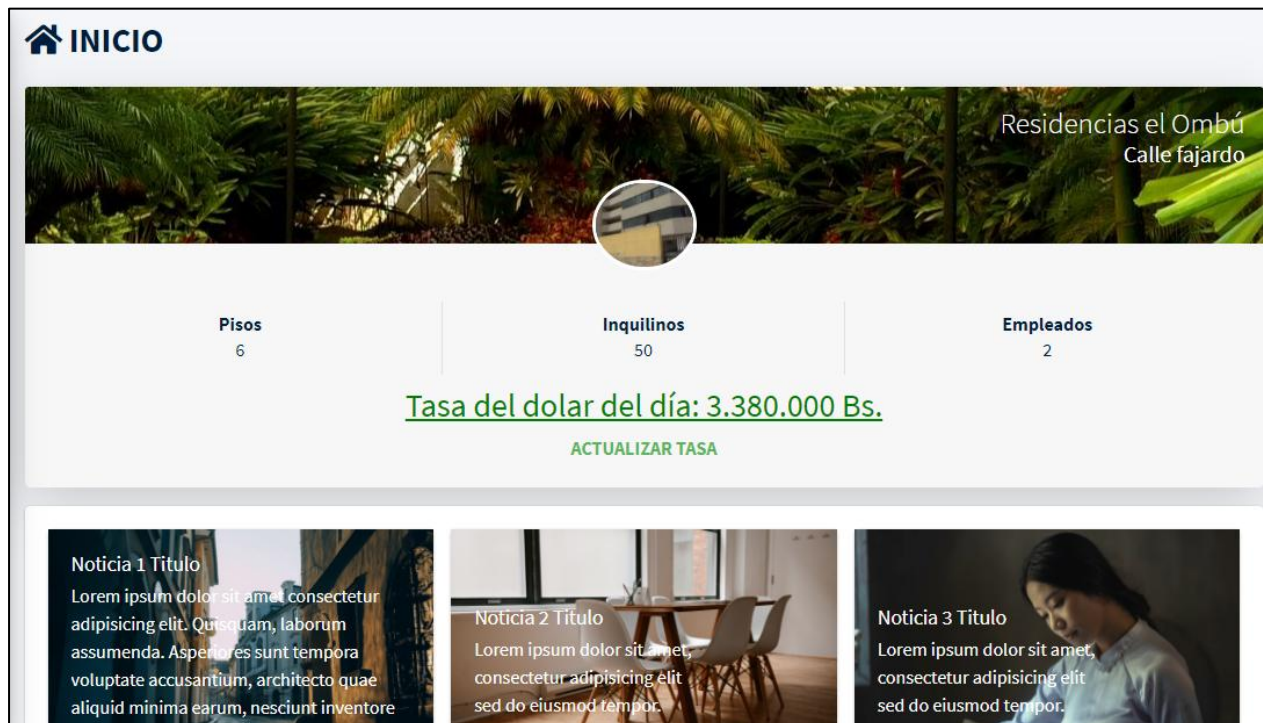 INICIO
Residencias el Ombú
Calle fajardo
Pisos
6
Inquilinos
50
Empleados
2
Tasa del dolar del día: 3.380.000 Bs.
ACTUALIZAR TASA
Noticia 1 Titulo
Lorem ipsum dolor sit amet consectetur
adipisicing elit. Quisquam, laborum
assumenda. Asperiores sunt tempora
voluptate accusantium, architecto quae
aliquid minima earum, nesciunt inventore
Noticia 2 Titulo
Lorem ipsum dolor sit amet,
consectetur adipisicing elit
sed do eiusmod tempor.
Noticia 3 Titulo
Lorem ipsum dolor sit amet,
consectetur adipisicing elit
sed do eiusmod tempor.